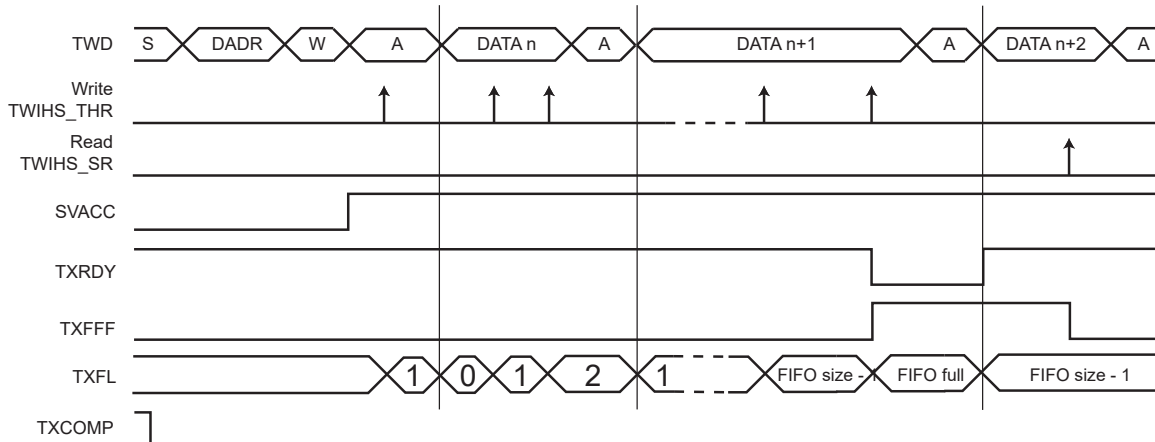 TWD S DADR W A DATA n A DATA n+1 A DATA n+2 A
Write
TWIHS_THR
Read
TWIHS_SR
SVACC
TXRDY
TXFFF
TXFL 1 0 1 2 1 FIFO size - 1 FIFO full FIFO size - 1
TXCOMP